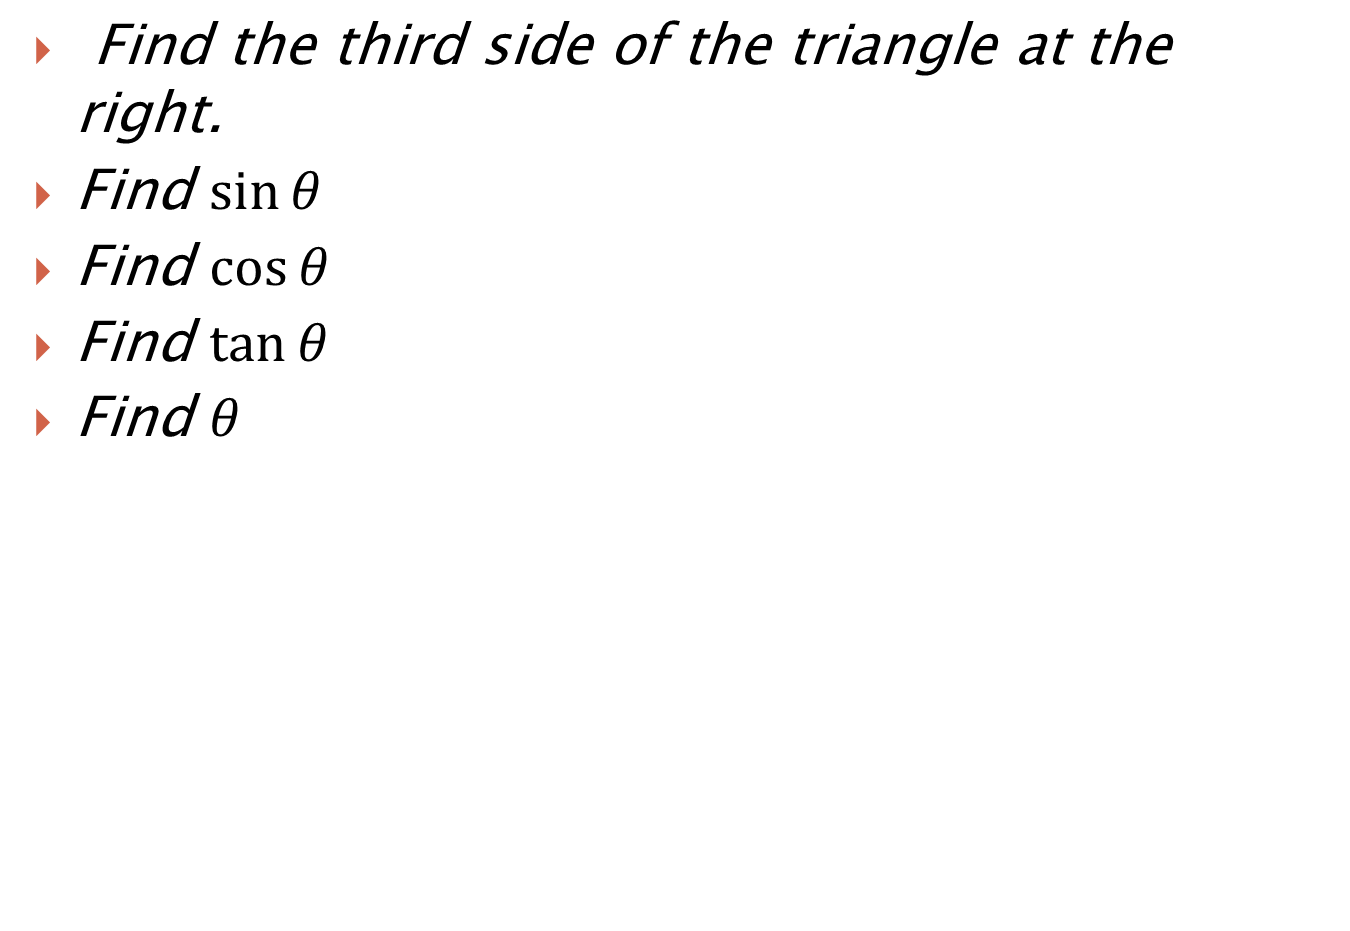 Find the third side of the triangle at the
right.
Find sin θ
Find cos θ
Find tan θ
Find θ